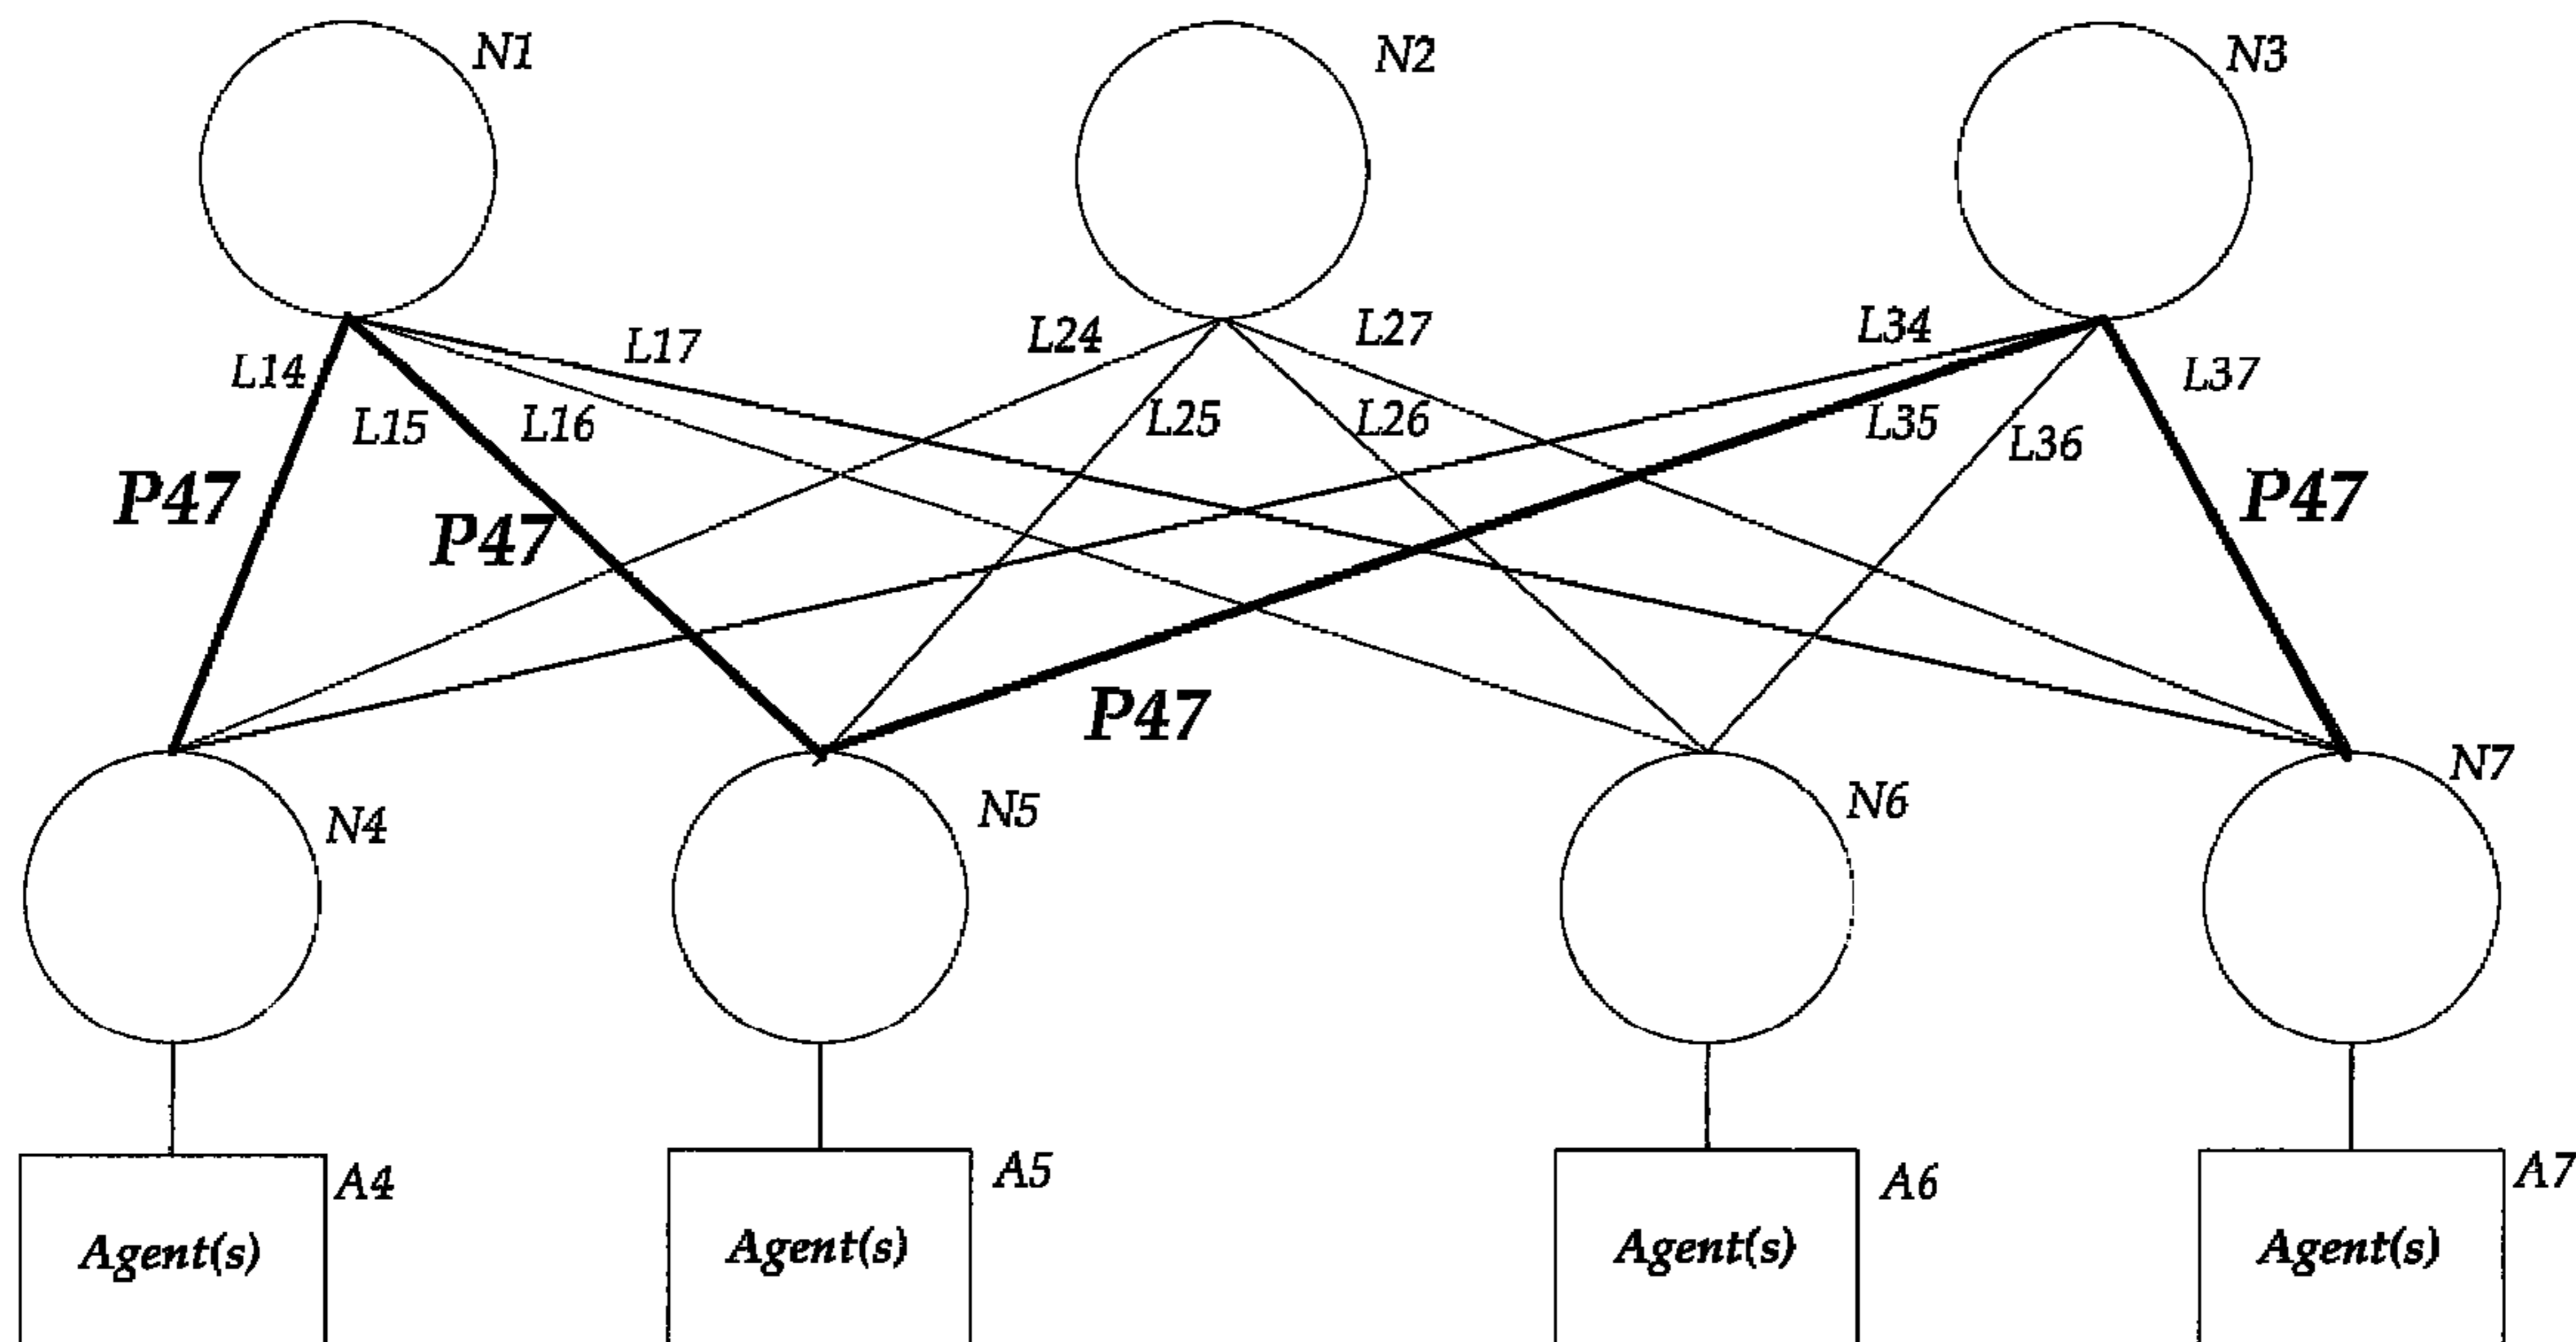 N1
N2
N3
L14
L15
L16
L17
L24
L25
L26
L27
L34
L35
L36
L37
P47
P47
P47
P47
N4
N5
N6
N7
A4
A5
A6
A7
Agent(s)
Agent(s)
Agent(s)
Agent(s)